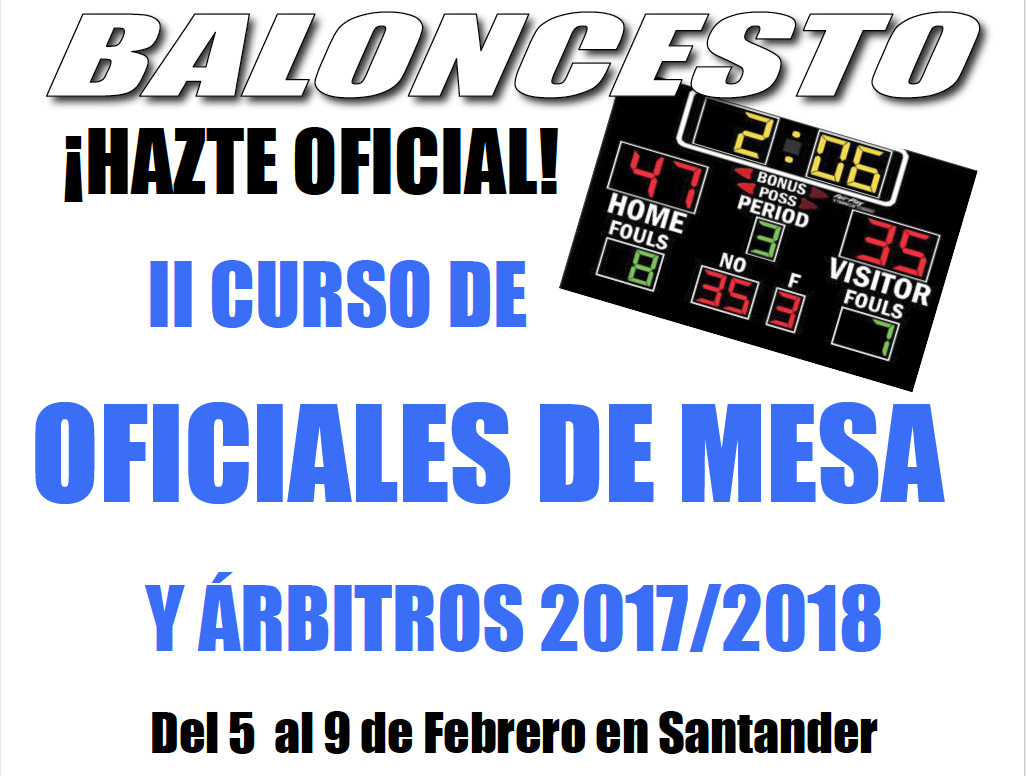 BALONCESTO
¡HAZTE OFICIAL!
2:06
47
BONUS
POSS
PERIOD
3
35
HOME
FOULS
8
NO
35
F
3
VISITOR
FOULS
7
II CURSO DE
OFICIALES DE MESA
Y ÁRBITROS 2017/2018
Del 5 al 9 de Febrero en Santander